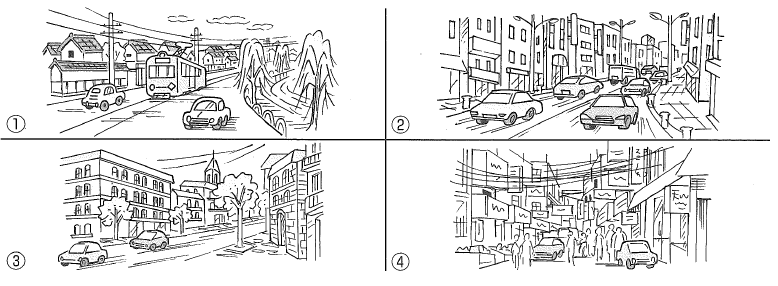 ①
②
③
④